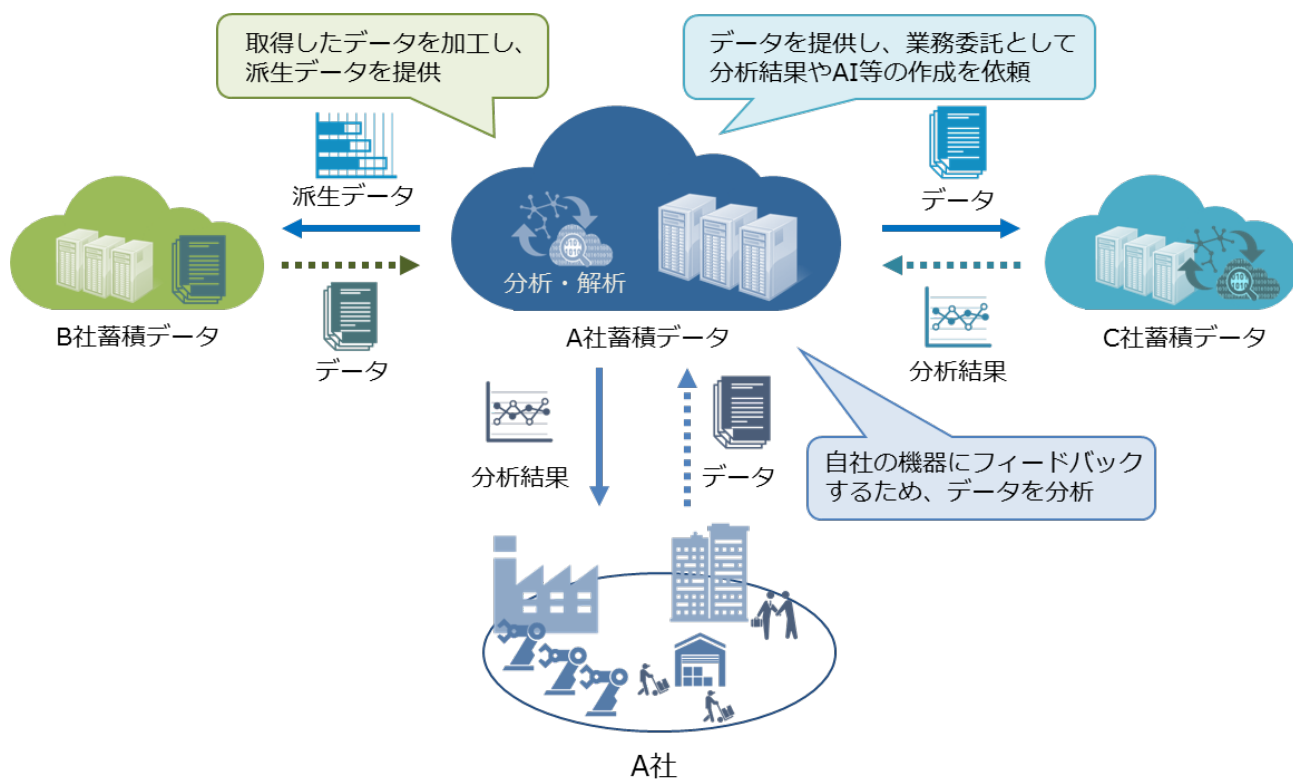 取得したデータを加工し、
派生データを提供
データを提供し、業務委託として
分析結果やAI等の作成を依頼
派生データ
データ
分析・解析
B社蓄積データ
データ
A社蓄積データ
分析結果
C社蓄積データ
分析結果
データ
自社の機器にフィードバック
するため、データを分析
A社